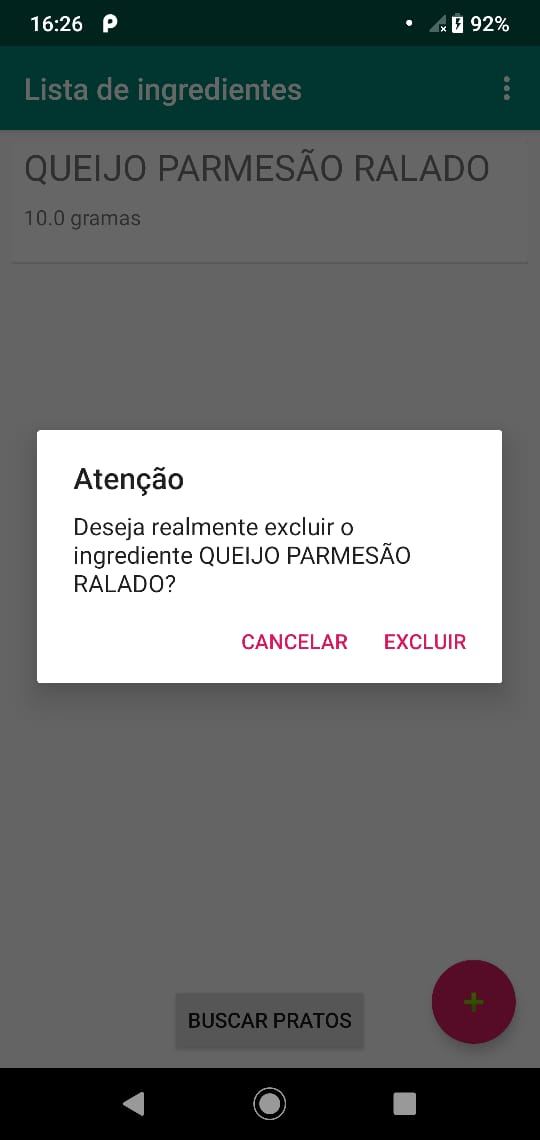 16:26
92%
Lista de ingredientes
QUEIJO PARMESÃO RALADO
10.0 gramas
Atenção
Deseja realmente excluir o
ingrediente QUEIJO PARMESÃO
RALADO?
CANCELAR EXCLUIR
BUSCAR PRATOS
+